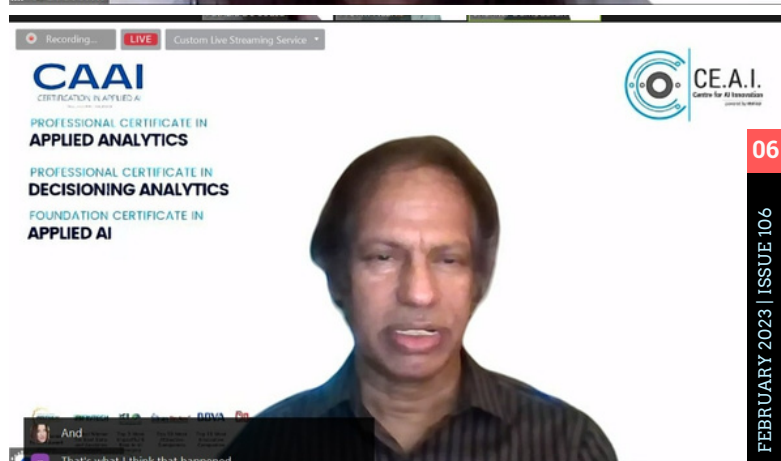 Recording...
LIVE
Custom Live Streaming Service
CAAI
CERTIFICATION IN APPLIED AI
PROFESSIONAL CERTIFICATE IN
APPLIED ANALYTICS
PROFESSIONAL CERTIFICATE IN
DECISIONING ANALYTICS
FOUNDATION CERTIFICATE IN
APPLIED AI
CE.A.I.
Centre for AI Innovation
06
FEBRUARY 2023 | ISSUE 106
BBVA
And
That's what I think that happened